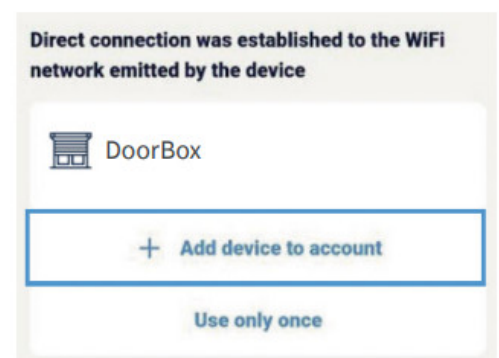 Direct connection was established to the WiFi
network emitted by the device
DoorBox
+ Add device to account
Use only once